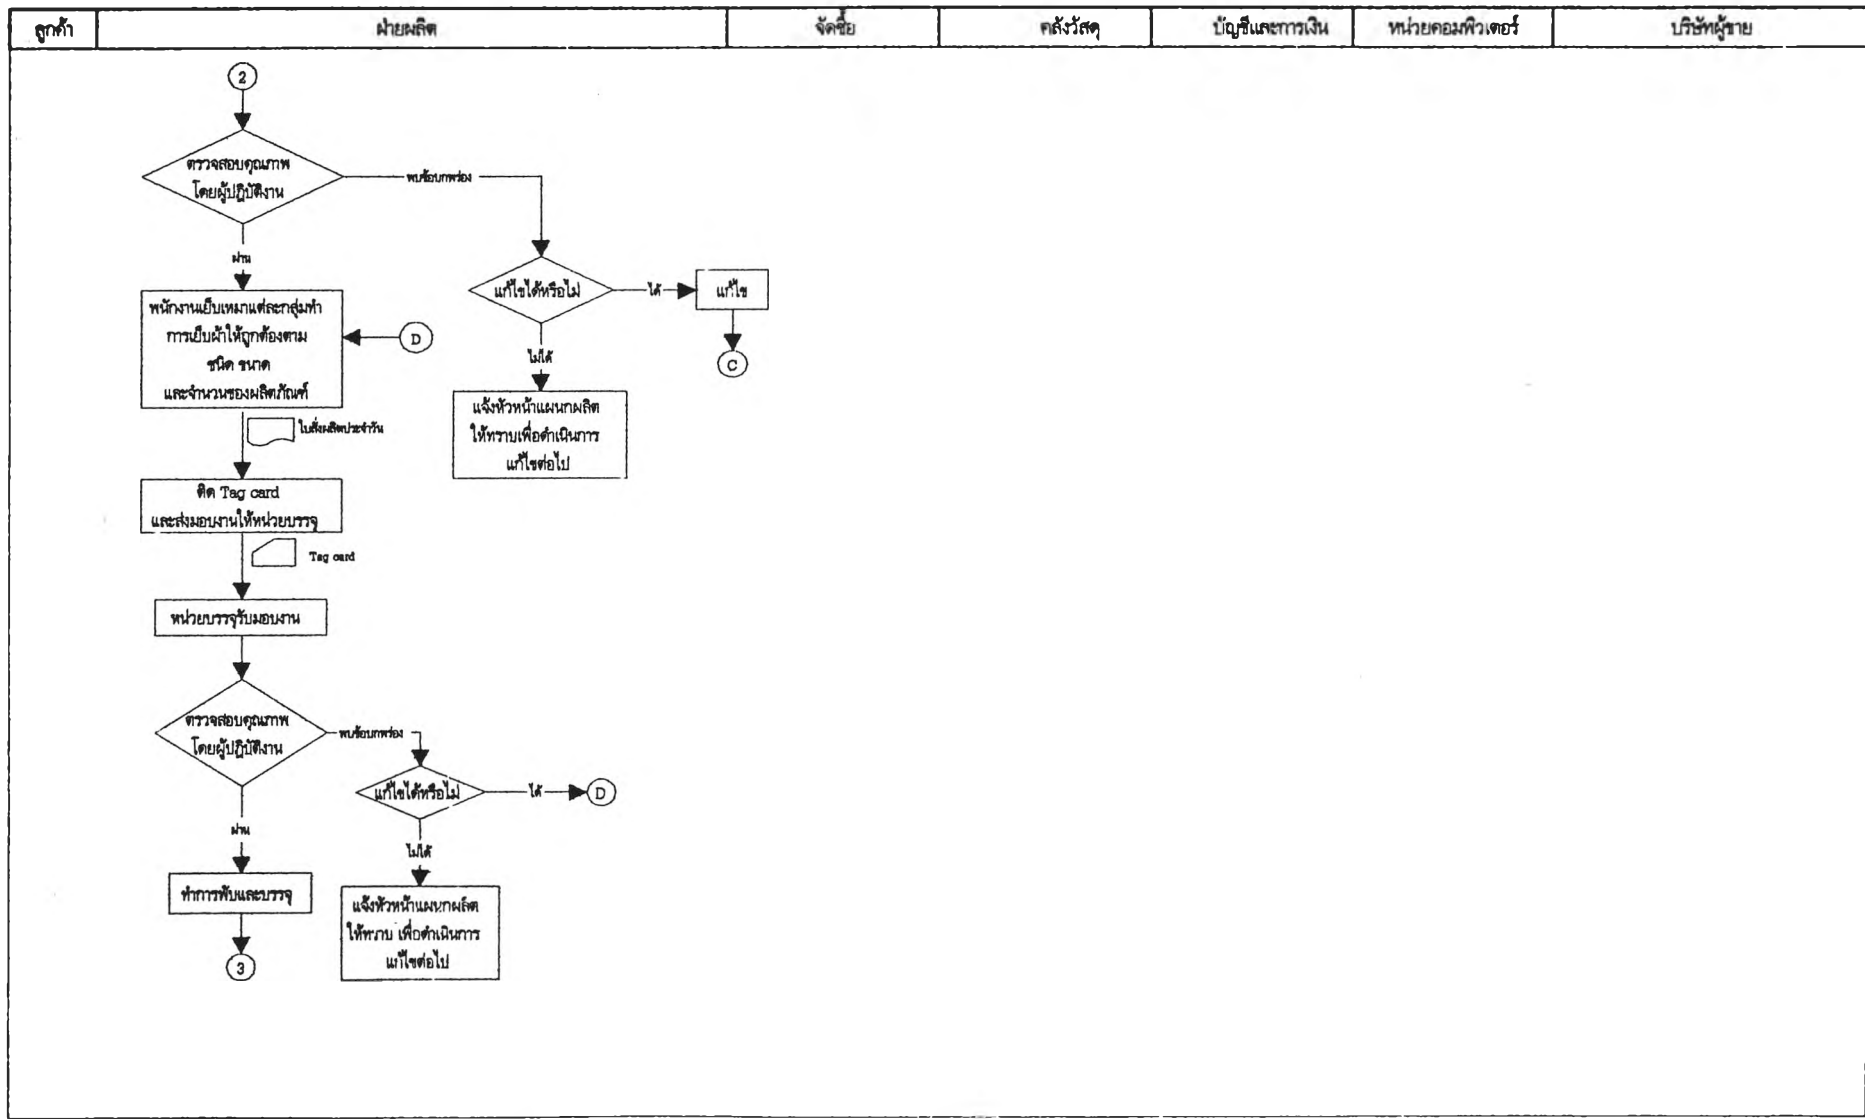 ลูกค้า ฝ่ายผลิต จัดซื้อ คลังวัสดุ บัญชีและการเงิน หน่วยคอมพิวเตอร์ บริษัทผู้ขาย
2
ตรวจสอบคุณภาพ
โดยผู้ปฏิบัติงาน
พบข้อบกพร่อง
ผ่าน
แก้ไขได้หรือไม่
ได้
แก้ไข
C
ไม่ได้
แจ้งหัวหน้าแผนกผลิต
ให้ทราบเพื่อดำเนินการ
แก้ไขต่อไป
พนักงานเย็บเหมาแต่ละกลุ่มทำ
การเย็บผ้าให้ถูกต้องตาม
ชนิด ขนาด
และจำนวนของผลิตภัณฑ์
D
ใบสั่งผลิตประจำวัน
ติด Tag card
และส่งมอบงานให้หน่วยบรรจุ
Tag card
หน่วยบรรจุรับมอบงาน
ตรวจสอบคุณภาพ
โดยผู้ปฏิบัติงาน
พบข้อบกพร่อง
แก้ไขได้หรือไม่
ได้
D
ผ่าน
ไม่ได้
ทำการพับและบรรจุ
แจ้งหัวหน้าแผนกผลิต
ให้ทราบ เพื่อดำเนินการ
แก้ไขต่อไป
3